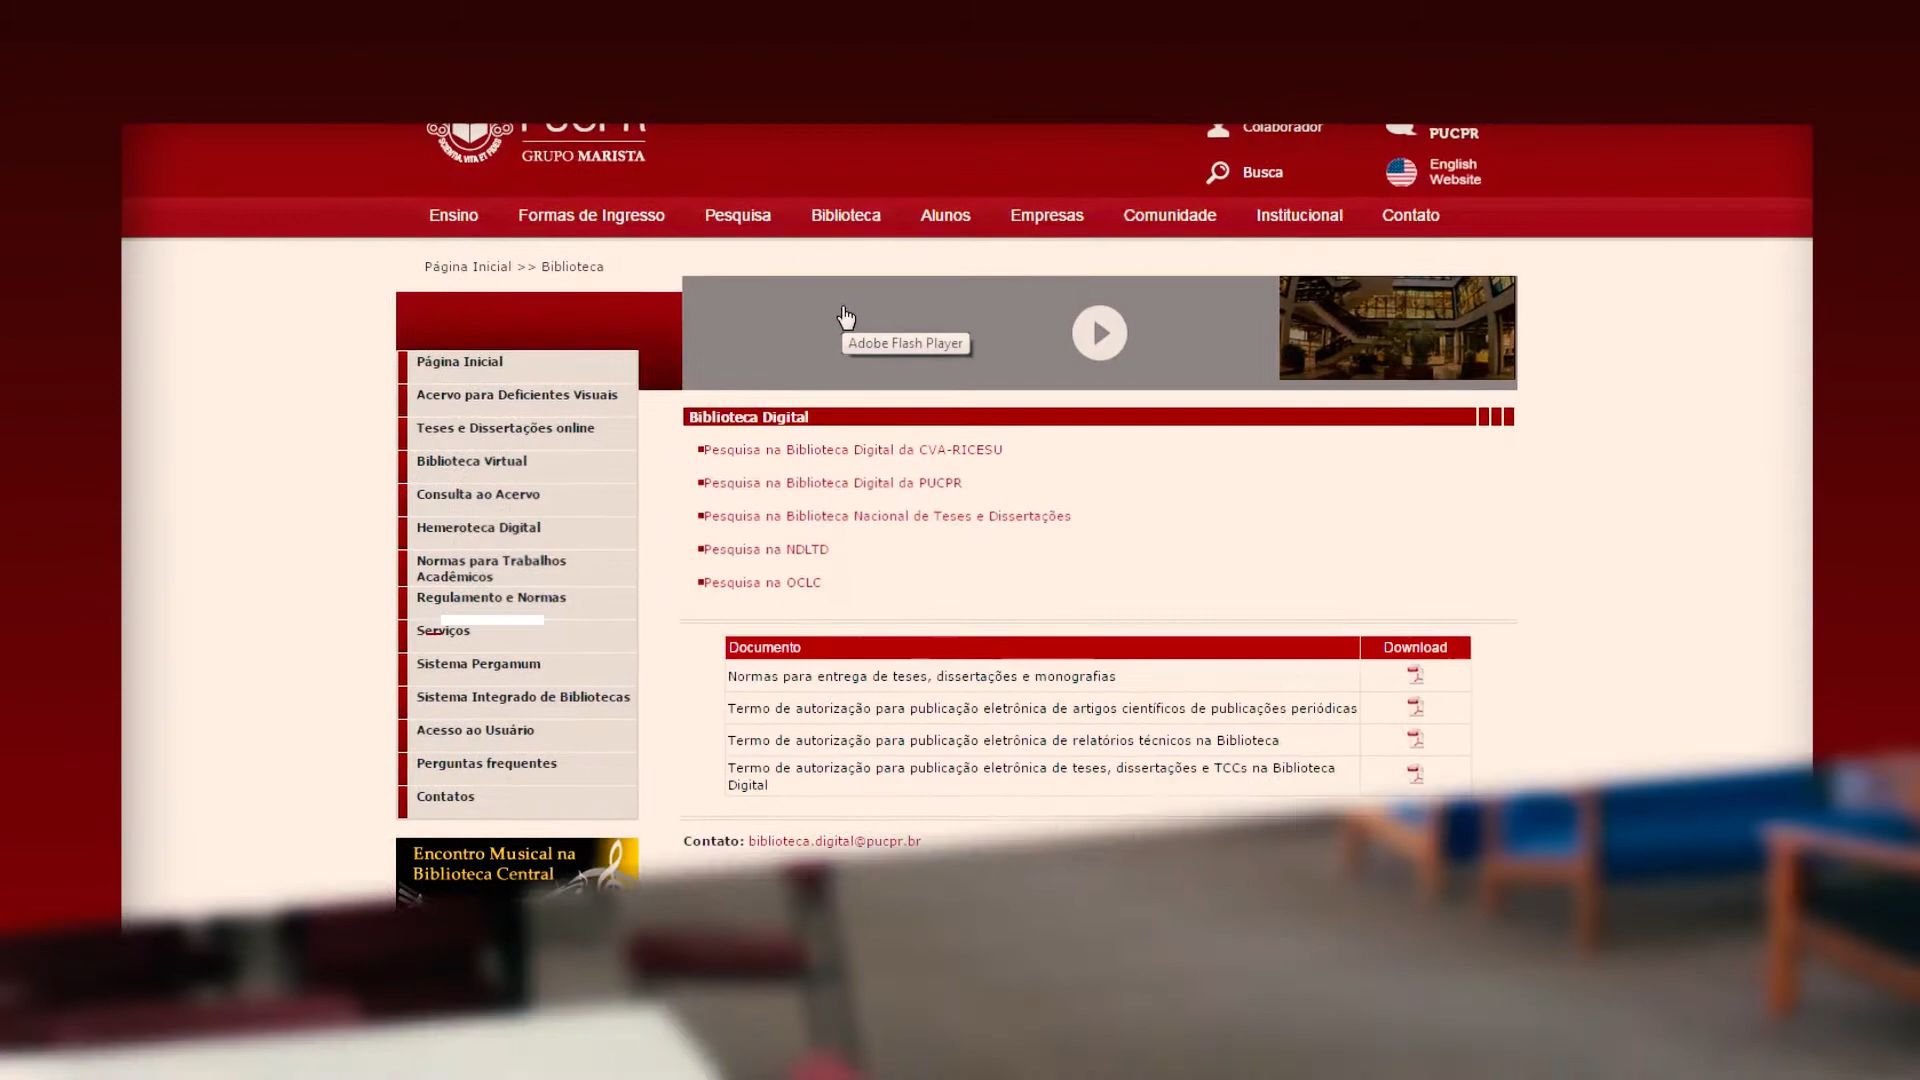 PUCPR
GRUPO MARISTA
Colaborador
PUCPR
Busca
English
Website
Ensino
Formas de Ingresso
Pesquisa
Biblioteca
Alunos
Empresas
Comunidade
Institucional
Contato
Página Inicial >> Biblioteca
Adobe Flash Player
Página Inicial
Acervo para Deficientes Visuais
Teses e Dissertações online
Biblioteca Virtual
Consulta ao Acervo
Hemeroteca Digital
Normas para Trabalhos
Acadêmicos
Regulamento e Normas
Serviços
Sistema Pergamum
Sistema Integrado de Bibliotecas
Acesso ao Usuário
Perguntas frequentes
Contatos
Encontro Musical na
Biblioteca Central
Biblioteca Digital
Pesquisa na Biblioteca Digital da CVA-RICESU
Pesquisa na Biblioteca Digital da PUCPR
Pesquisa na Biblioteca Nacional de Teses e Dissertações
Pesquisa na NDLTD
Pesquisa na OCLC
Documento
Download
Normas para entrega de teses, dissertações e monografias
Termo de autorização para publicação eletrônica de artigos científicos de publicações periódicas
Termo de autorização para publicação eletrônica de relatórios técnicos na Biblioteca
Termo de autorização para publicação eletrônica de teses, dissertações e TCCs na Biblioteca
Digital
Contato: biblioteca.digital@pucpr.br